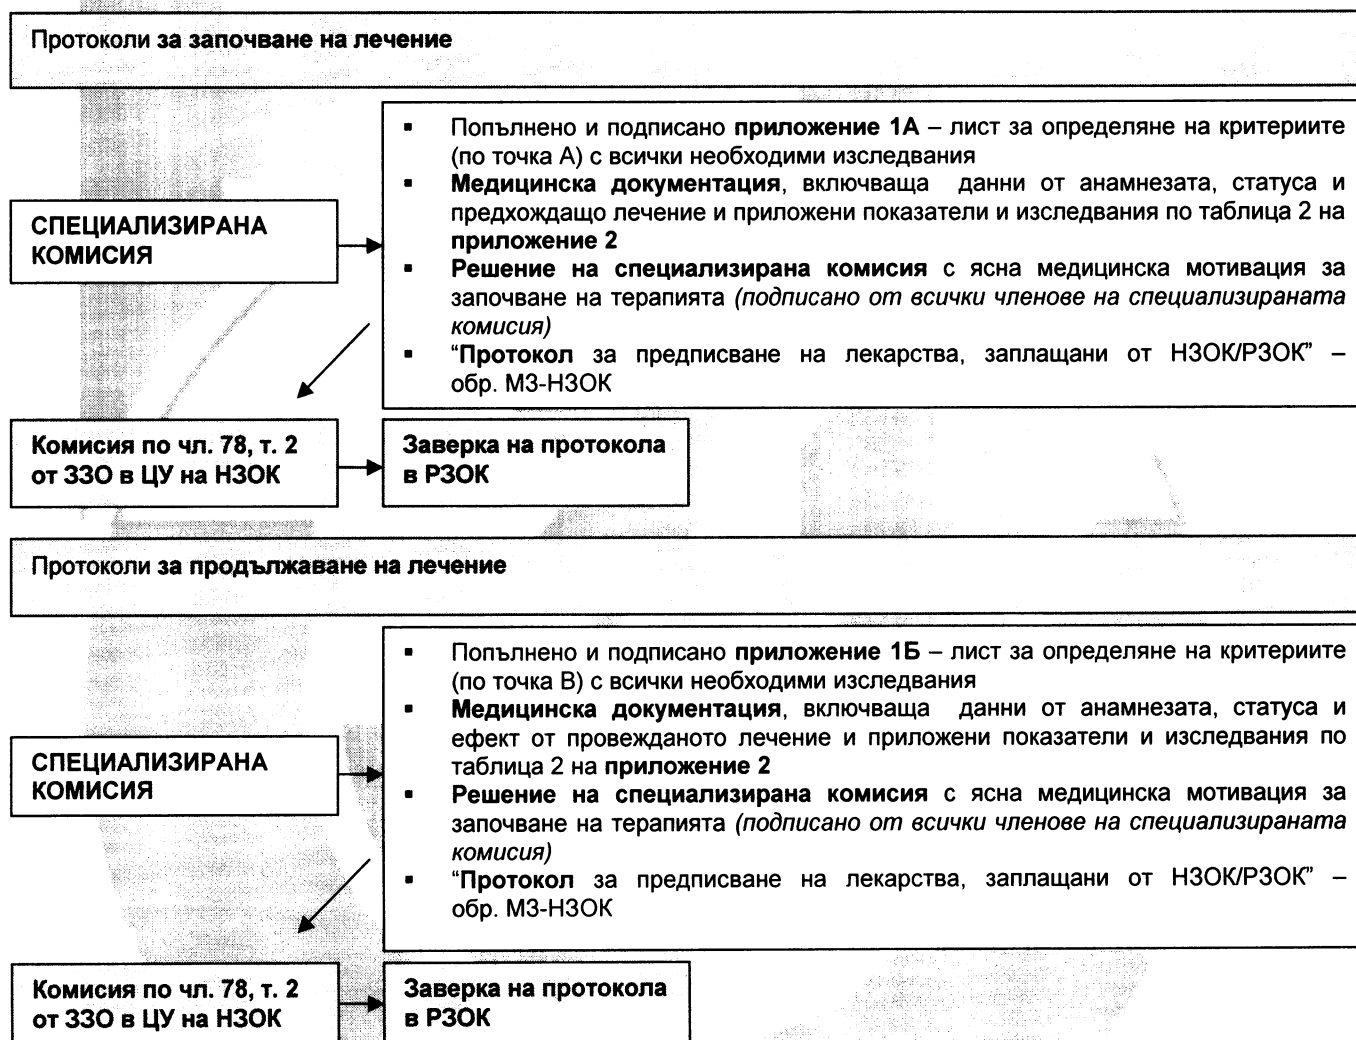 Протоколи за започване на лечение
▪ Попълнено и подписано приложение 1А – лист за определяне на критериите
(по точка А) с всички необходими изследвания
▪ Медицинска документация, включваща данни от анамнезата, статуса и
предхождащо лечение и приложени показатели и изследвания по таблица 2 на
приложение 2
▪ Решение на специализирана комисия с ясна медицинска мотивация за
започване на терапията (подписано от всички членове на специализираната
комисия)
▪ “Протокол за предписване на лекарства, заплащани от НЗОК/РЗОК” –
обр. МЗ-НЗОК
СПЕЦИАЛИЗИРАНА
КОМИСИЯ
Комисия по чл. 78, т. 2
от ЗЗО в ЦУ на НЗОК
Заверка на протокола
в РЗОК
Протоколи за продължаване на лечение
▪ Попълнено и подписано приложение 1Б – лист за определяне на критериите
(по точка В) с всички необходими изследвания
▪ Медицинска документация, включваща данни от анамнезата, статуса и
ефект от провежданото лечение и приложени показатели и изследвания по
таблица 2 на приложение 2
▪ Решение на специализирана комисия с ясна медицинска мотивация за
започване на терапията (подписано от всички членове на специализираната
комисия)
▪ “Протокол за предписване на лекарства, заплащани от НЗОК/РЗОК” –
обр. МЗ-НЗОК
СПЕЦИАЛИЗИРАНА
КОМИСИЯ
Комисия по чл. 78, т. 2
от ЗЗО в ЦУ на НЗОК
Заверка на протокола
в РЗОК